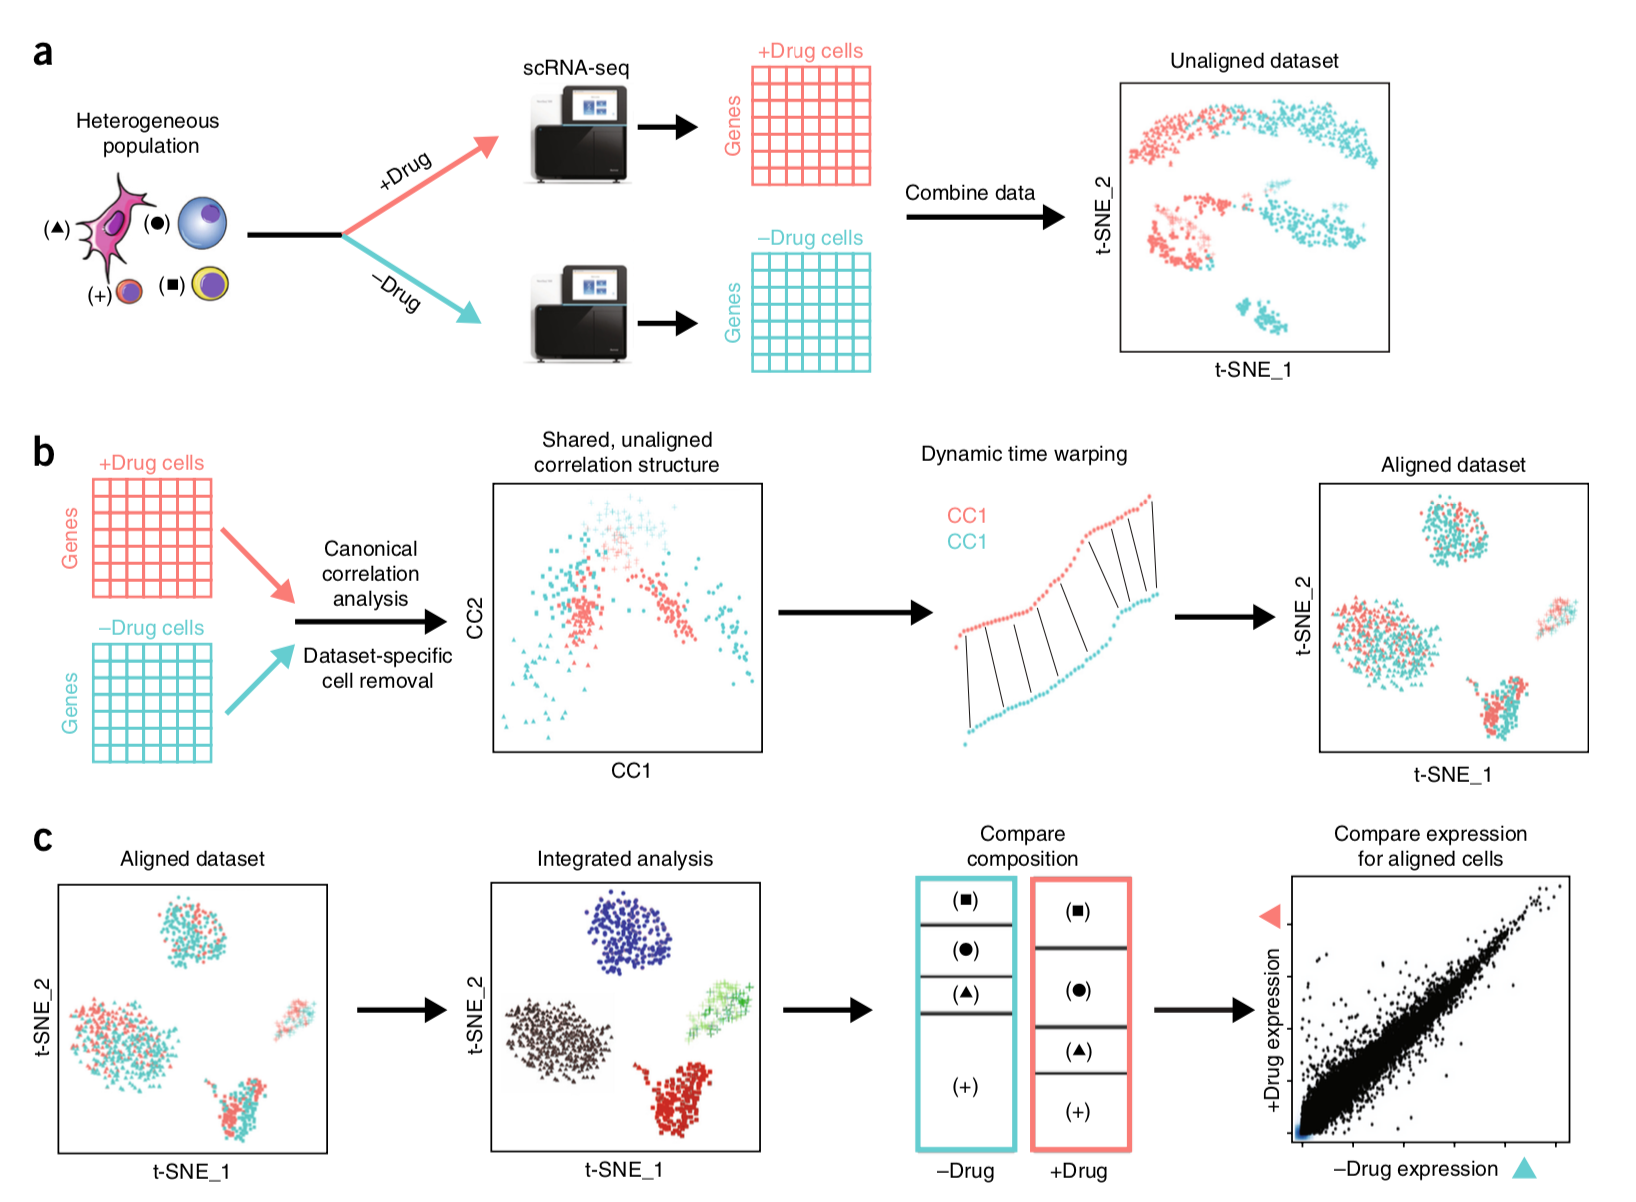 a
Heterogeneous
population
(▲)
(●)
(+)
(■)
+Drug
–Drug
scRNA-seq
+Drug cells
Genes
–Drug cells
Genes
Combine data
Unaligned dataset
t-SNE_2
t-SNE_1
b
+Drug cells
Genes
–Drug cells
Genes
Canonical
correlation
analysis
Dataset-specific
cell removal
Shared, unaligned
correlation structure
CC2
CC1
Dynamic time warping
CC1
CC1
Aligned dataset
t-SNE_2
t-SNE_1
c
Aligned dataset
t-SNE_2
t-SNE_1
Integrated analysis
t-SNE_2
t-SNE_1
Compare
composition
(■)
(●)
(▲)
(+)
–Drug
(■)
(●)
(▲)
(+)
+Drug
Compare expression
for aligned cells
+Drug expression
–Drug expression